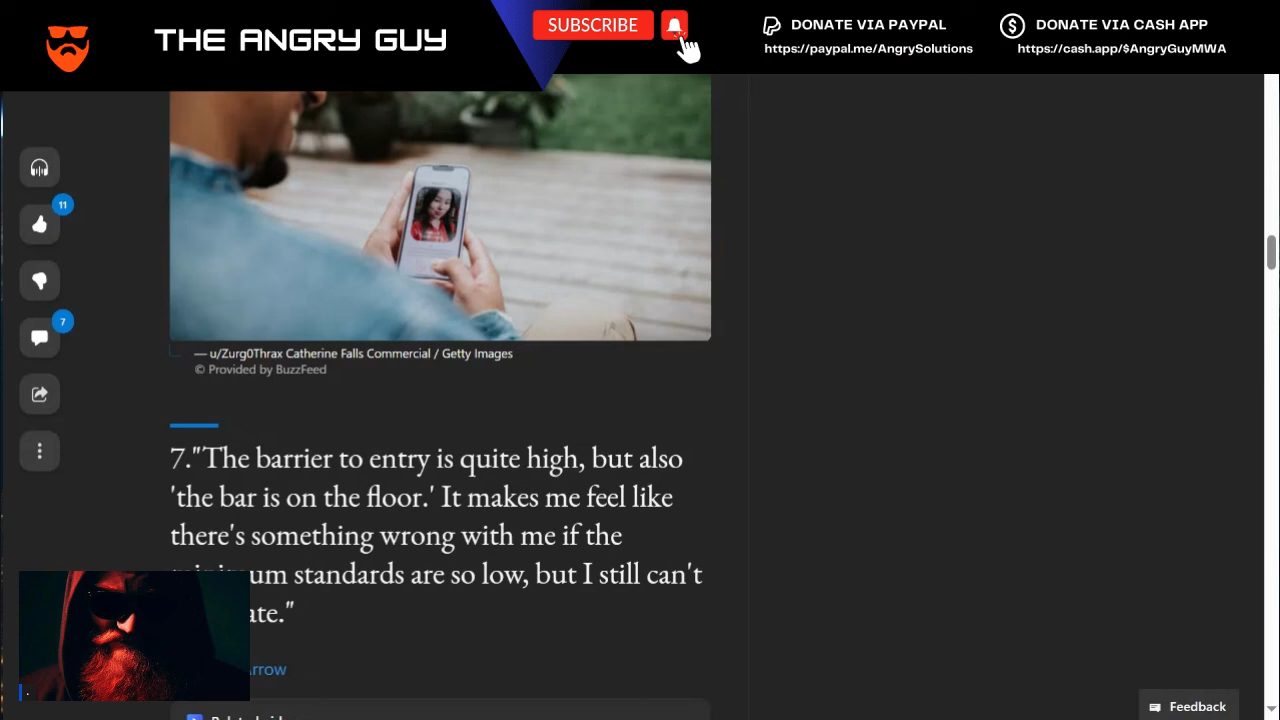 THE ANGRY GUY
SUBSCRIBE
DONATE VIA PAYPAL
https://paypal.me/AngrySolutions
DONATE VIA CASH APP
https://cash.app/$AngryGuyMWA
11
7
— u/Zurg0Thrax Catherine Falls Commercial / Getty Images
© Provided by BuzzFeed
7."The barrier to entry is quite high, but also
'the bar is on the floor.' It makes me feel like
there's something wrong with me if the
standards are so low, but I still can't
Feedback